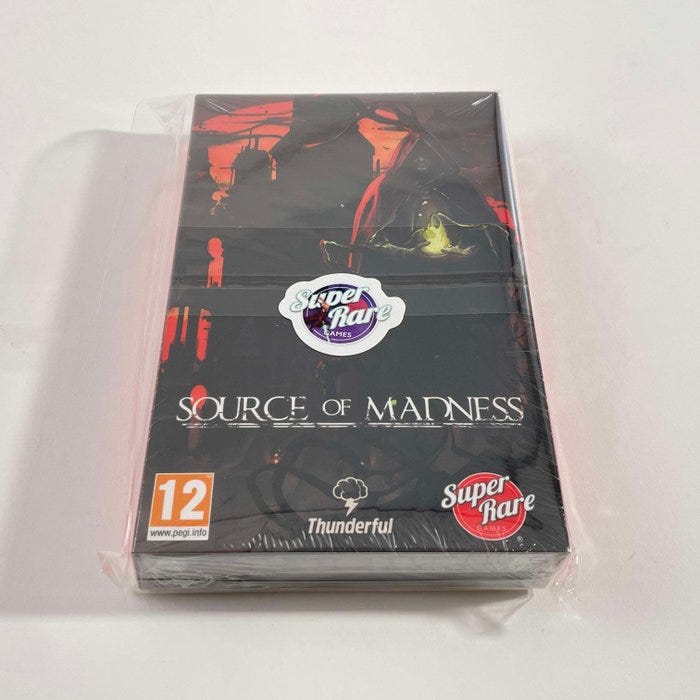 Super
Rare
GAMES
SOURCE OF MADNESS
12
www.pegi.info
Thunderful
Super
Rare
GAMES
®